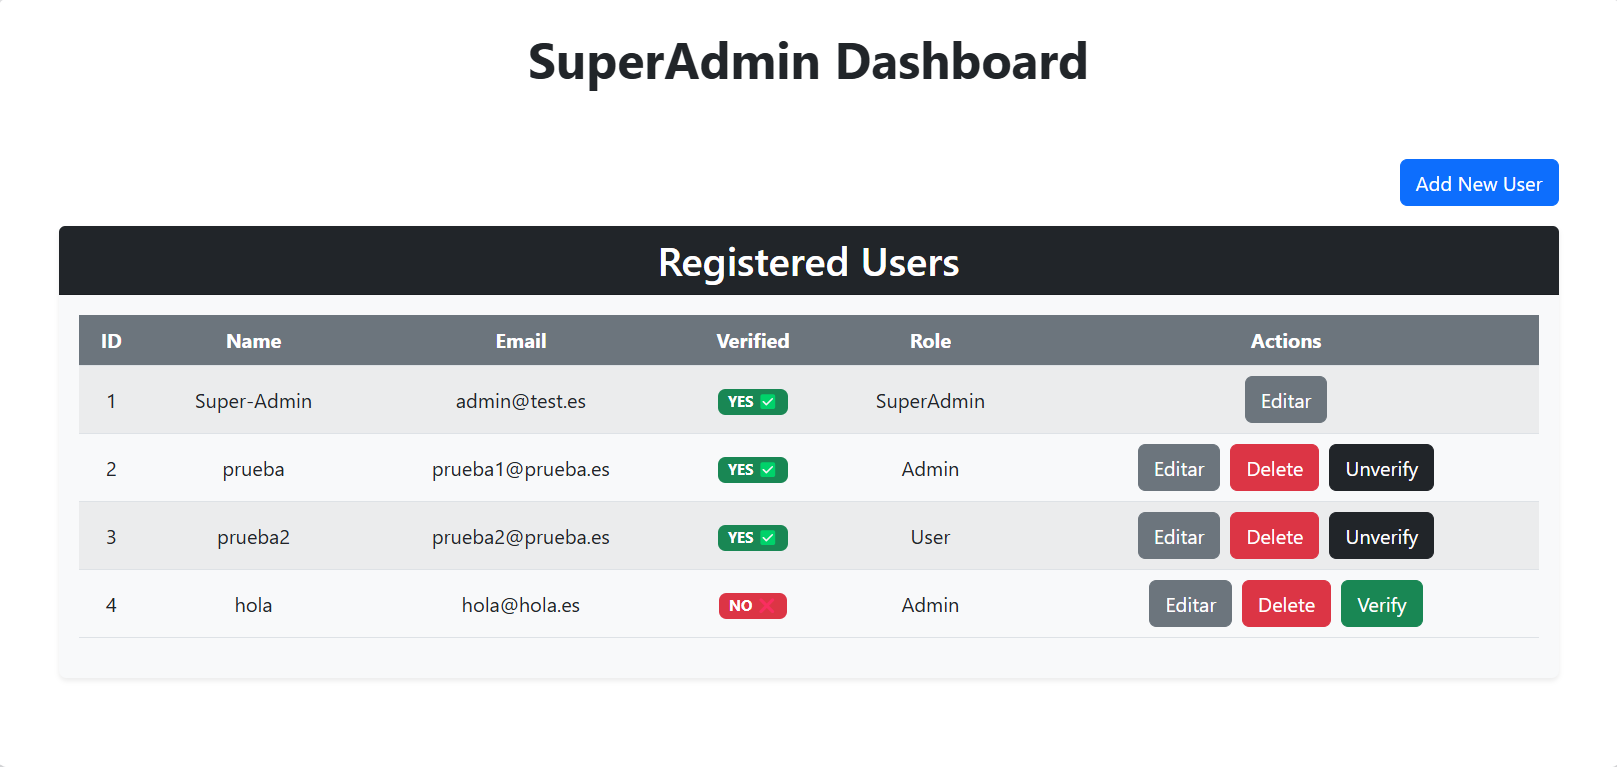 SuperAdmin Dashboard
Add New User
Registered Users
ID Name Email Verified Role Actions
1 Super-Admin admin@test.es YES ✅ SuperAdmin Editar
2 prueba prueba1@prueba.es YES ✅ Admin Editar Delete Unverify
3 prueba2 prueba2@prueba.es YES ✅ User Editar Delete Unverify
4 hola hola@hola.es NO ❌ Admin Editar Delete Verify